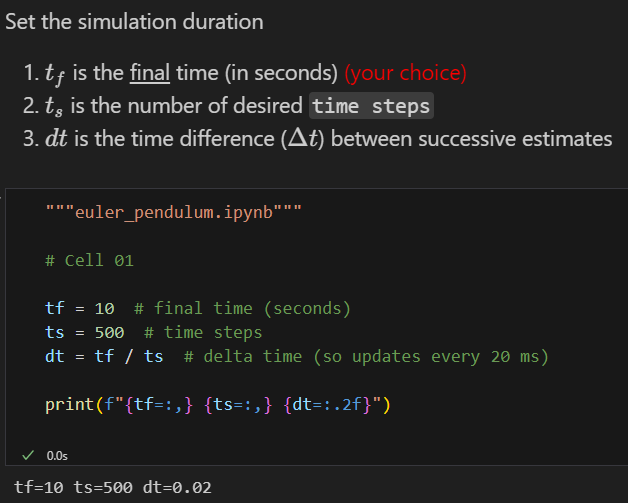 Set the simulation duration
1. t_f is the final time (in seconds) (your choice)
2. t_s is the number of desired time steps
3. dt is the time difference (Δt) between successive estimates
"""euler_pendulum.ipynb"""
# Cell 01
tf = 10  # final time (seconds)
ts = 500  # time steps
dt = tf / ts  # delta time (so updates every 20 ms)
print(f"{tf=:,} {ts=:,} {dt=:.2f}")
✓ 0.0s
tf=10 ts=500 dt=0.02